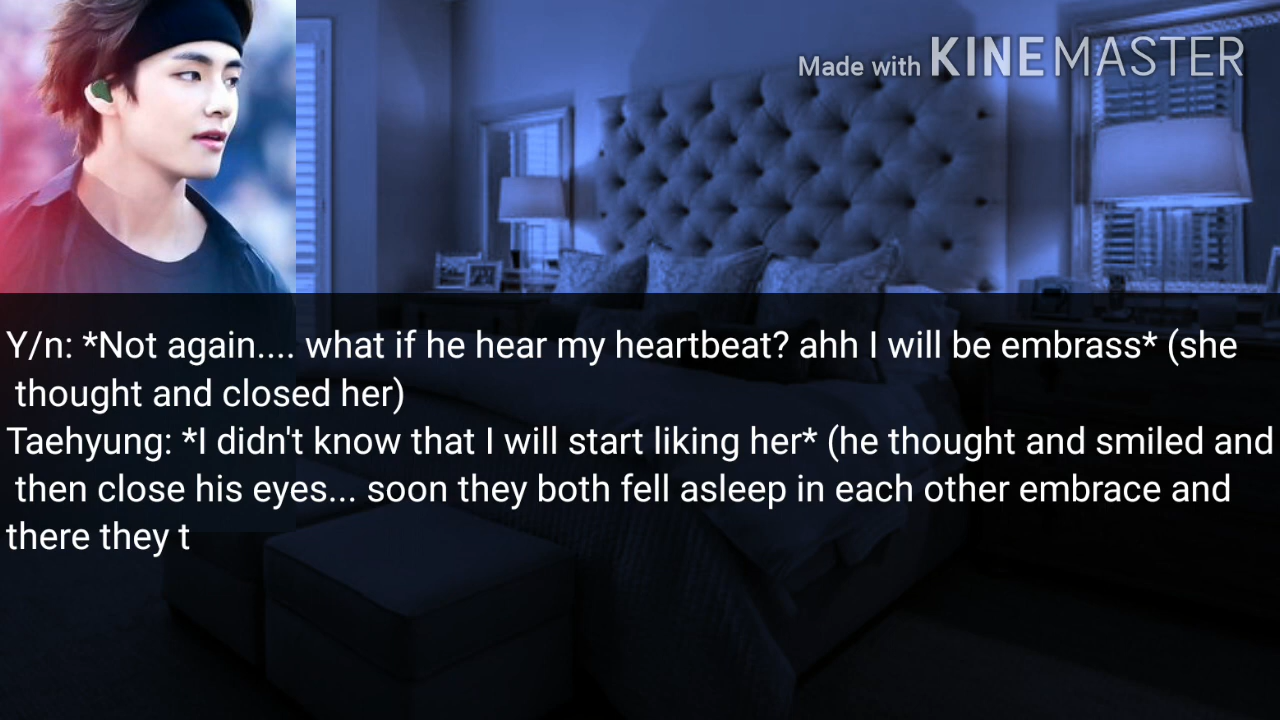 Made with KINEMASTER
Y/n: *Not again.... what if he hear my heartbeat? ahh I will be embrass* (she
thought and closed her)
Taehyung: *I didn't know that I will start liking her* (he thought and smiled and
then close his eyes... soon they both fell asleep in each other embrace and
there they t